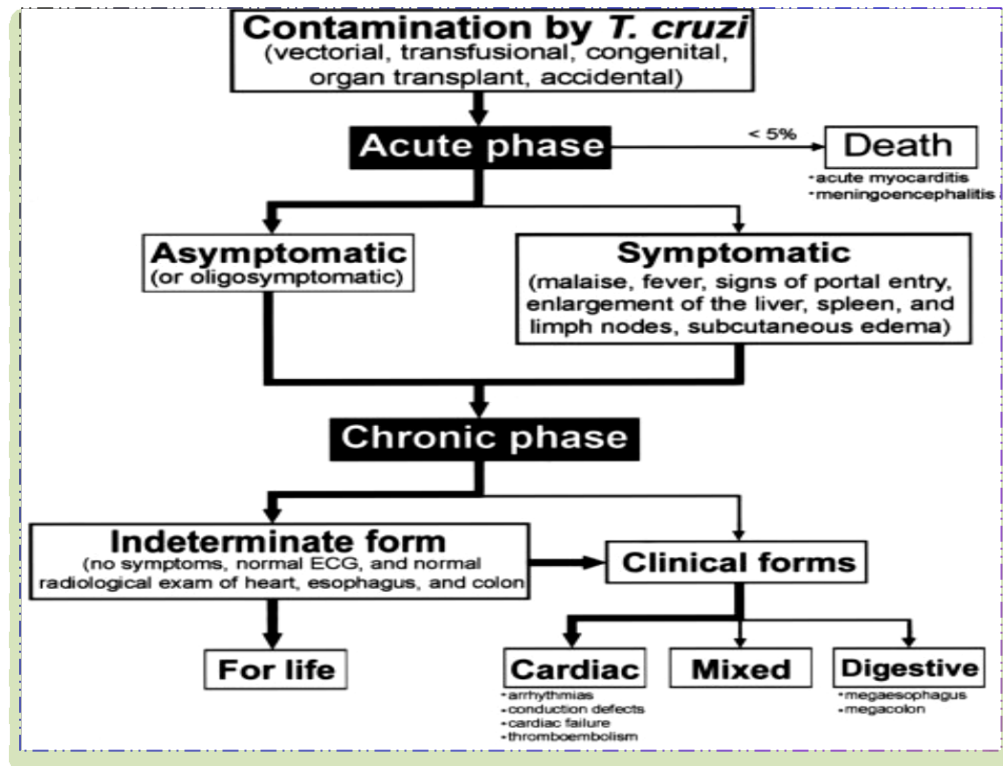 Contamination by T. cruzi
(vectorial, transfusional, congenital,
organ transplant, accidental)
Acute phase
< 5%
Death
•acute myocarditis
•meningoencephalitis
Asymptomatic
(or oligosymptomatic)
Symptomatic
(malaise, fever, signs of portal entry,
enlargement of the liver, spleen, and
limph nodes, subcutaneous edema)
Chronic phase
Indeterminate form
(no symptoms, normal ECG, and normal
radiological exam of heart, esophagus, and colon
Clinical forms
For life
Cardiac
•arrhythmias
•conduction defects
•cardiac failure
•thromboembolism
Mixed
Digestive
•megaesophagus
•megacolon